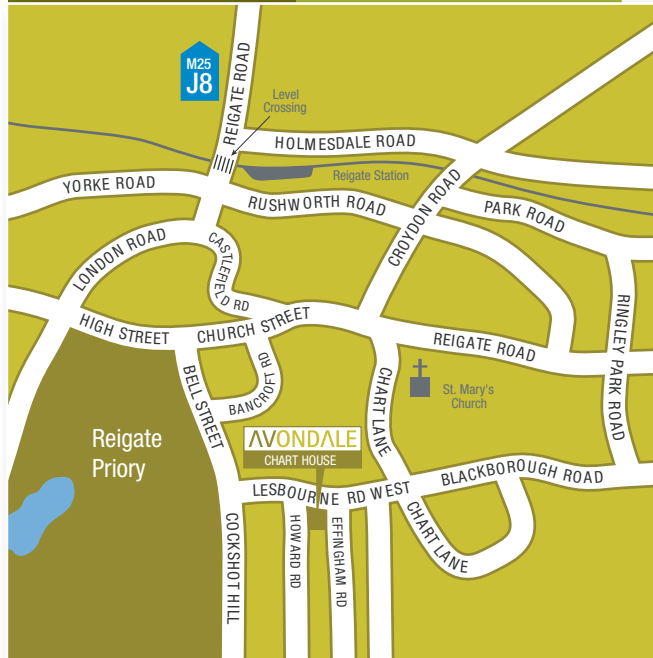 M25
J8
REIGATE ROAD
Level
Crossing
HOLMESDALE ROAD
Reigate Station
YORKE ROAD
RUSHWORTH ROAD
CROYDON ROAD
PARK ROAD
LONDON ROAD
CASTLEFIELD RD
HIGH STREET
CHURCH STREET
REIGATE ROAD
RINGLEY PARK ROAD
BELL STREET
BANCROFT RD
CHART LANE
St. Mary's
Church
Reigate
Priory
AVONDALE
CHART HOUSE
LESBOURNE RD WEST
BLACKBOROUGH ROAD
COCKSHOT HILL
HOWARD RD
EFFINGHAM RD
CHART LANE